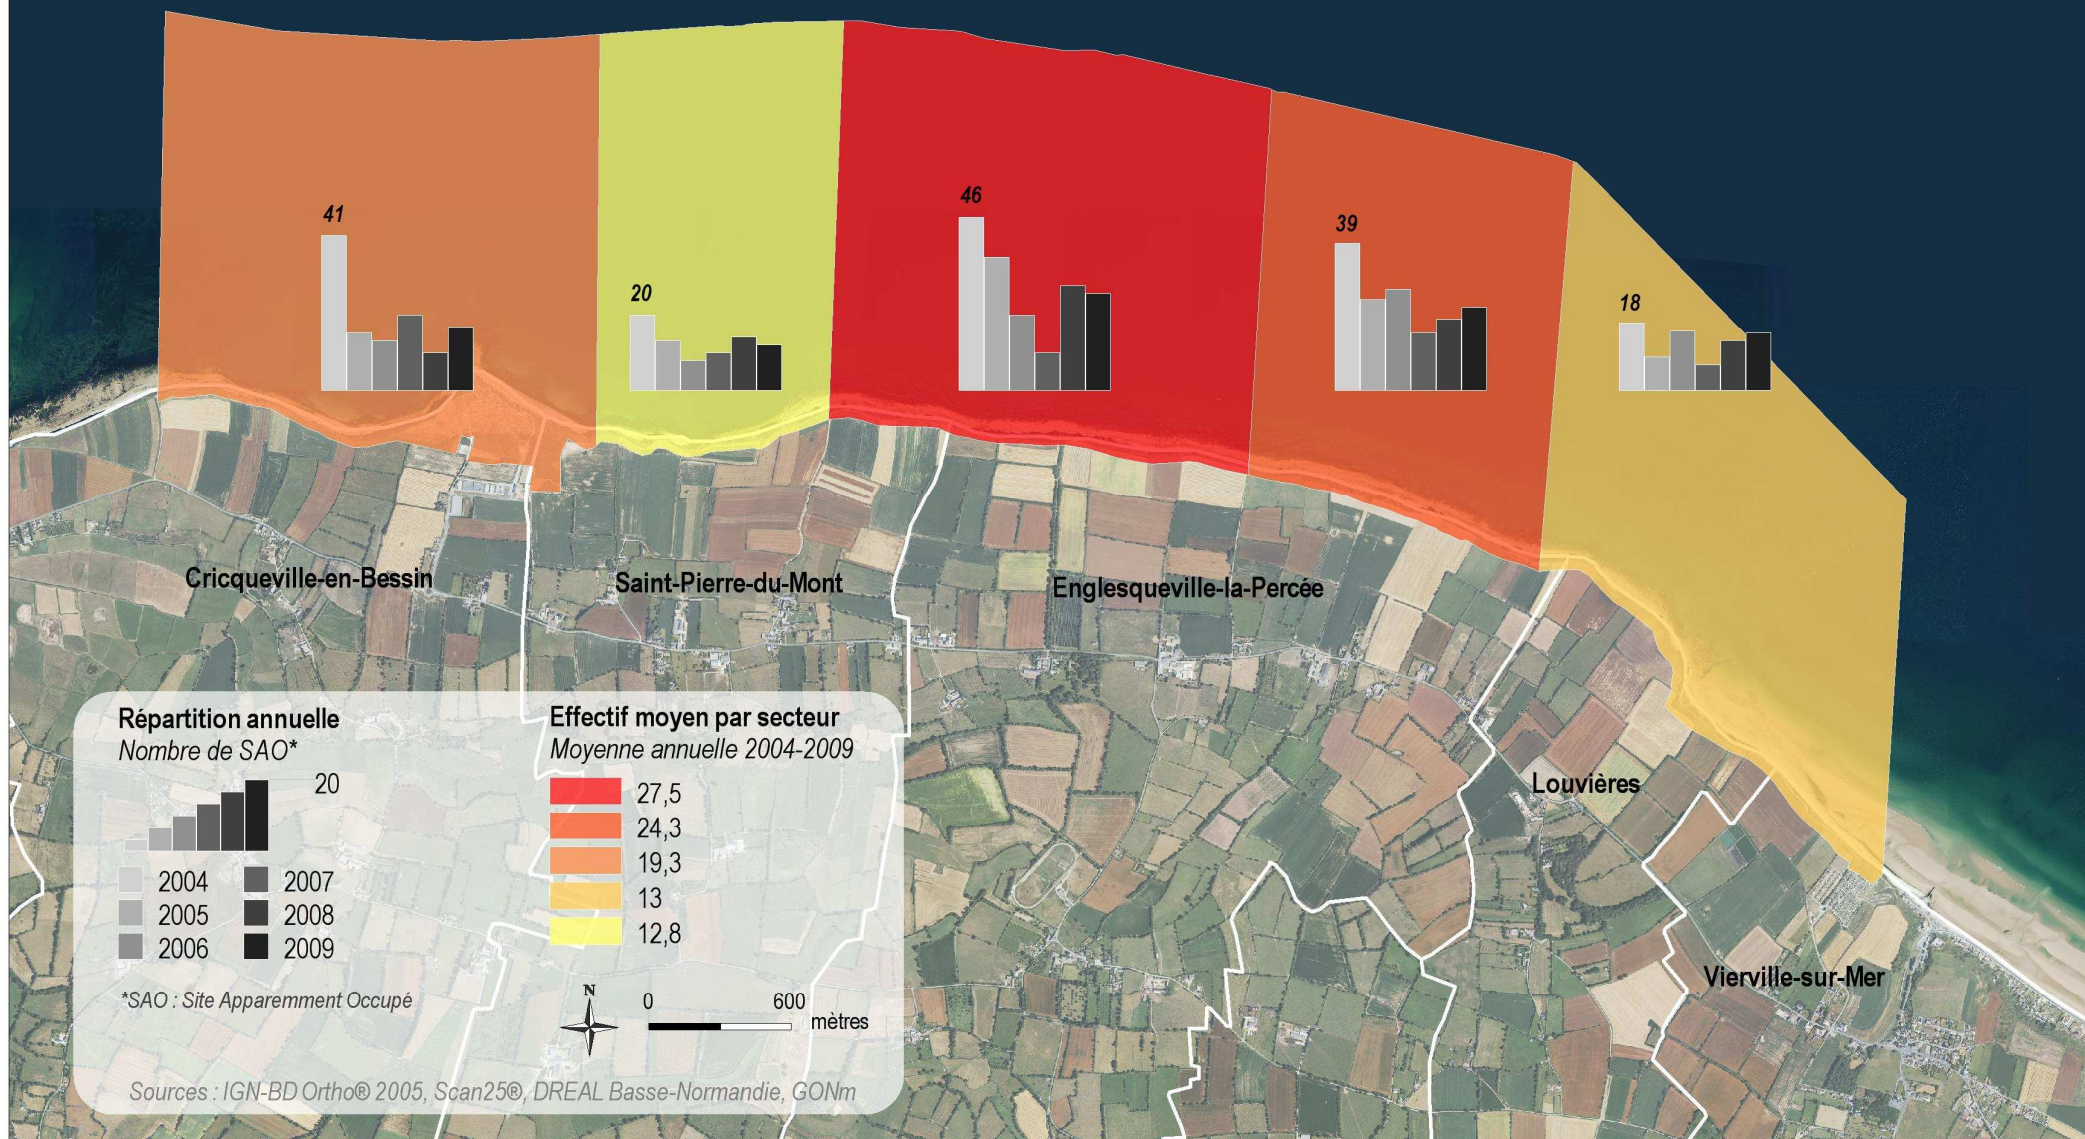 41
20
46
39
18
Cricqueville-en-Bessin
Saint-Pierre-du-Mont
Englesqueville-la-Percée
Louvières
Vierville-sur-Mer
Répartition annuelle
Nombre de SAO*
20
2004
2005
2006
2007
2008
2009
*SAO : Site Apparemment Occupé
Effectif moyen par secteur
Moyenne annuelle 2004-2009
27,5
24,3
19,3
13
12,8
N
0 600
mètres
Sources : IGN-BD Ortho® 2005, Scan25®, DREAL Basse-Normandie, GONm